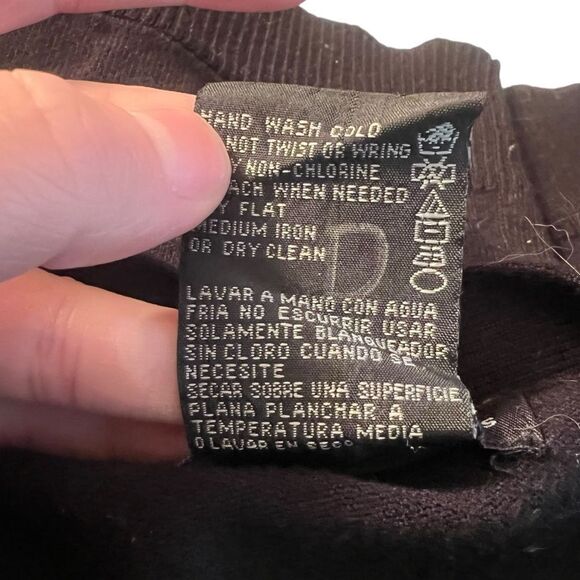 HAND WASH COLD
NOT TWIST OR WRING
NON-CHLORINE
WHEN NEEDED
FLAT
MEDIUM IRON
OR DRY CLEAN
D
LAVAR A MANO CON AGUA
FRIA NO ESCURRIR USAR
SOLAMENTE BLANQUEADOR
SIN CLORO CUANDO SE
NECESITE
SECAR SOBRE UNA SUPERFICIE
PLANA PLANCHAR A
TEMPERATURA MEDIA
O LAVAR EN SECO
S